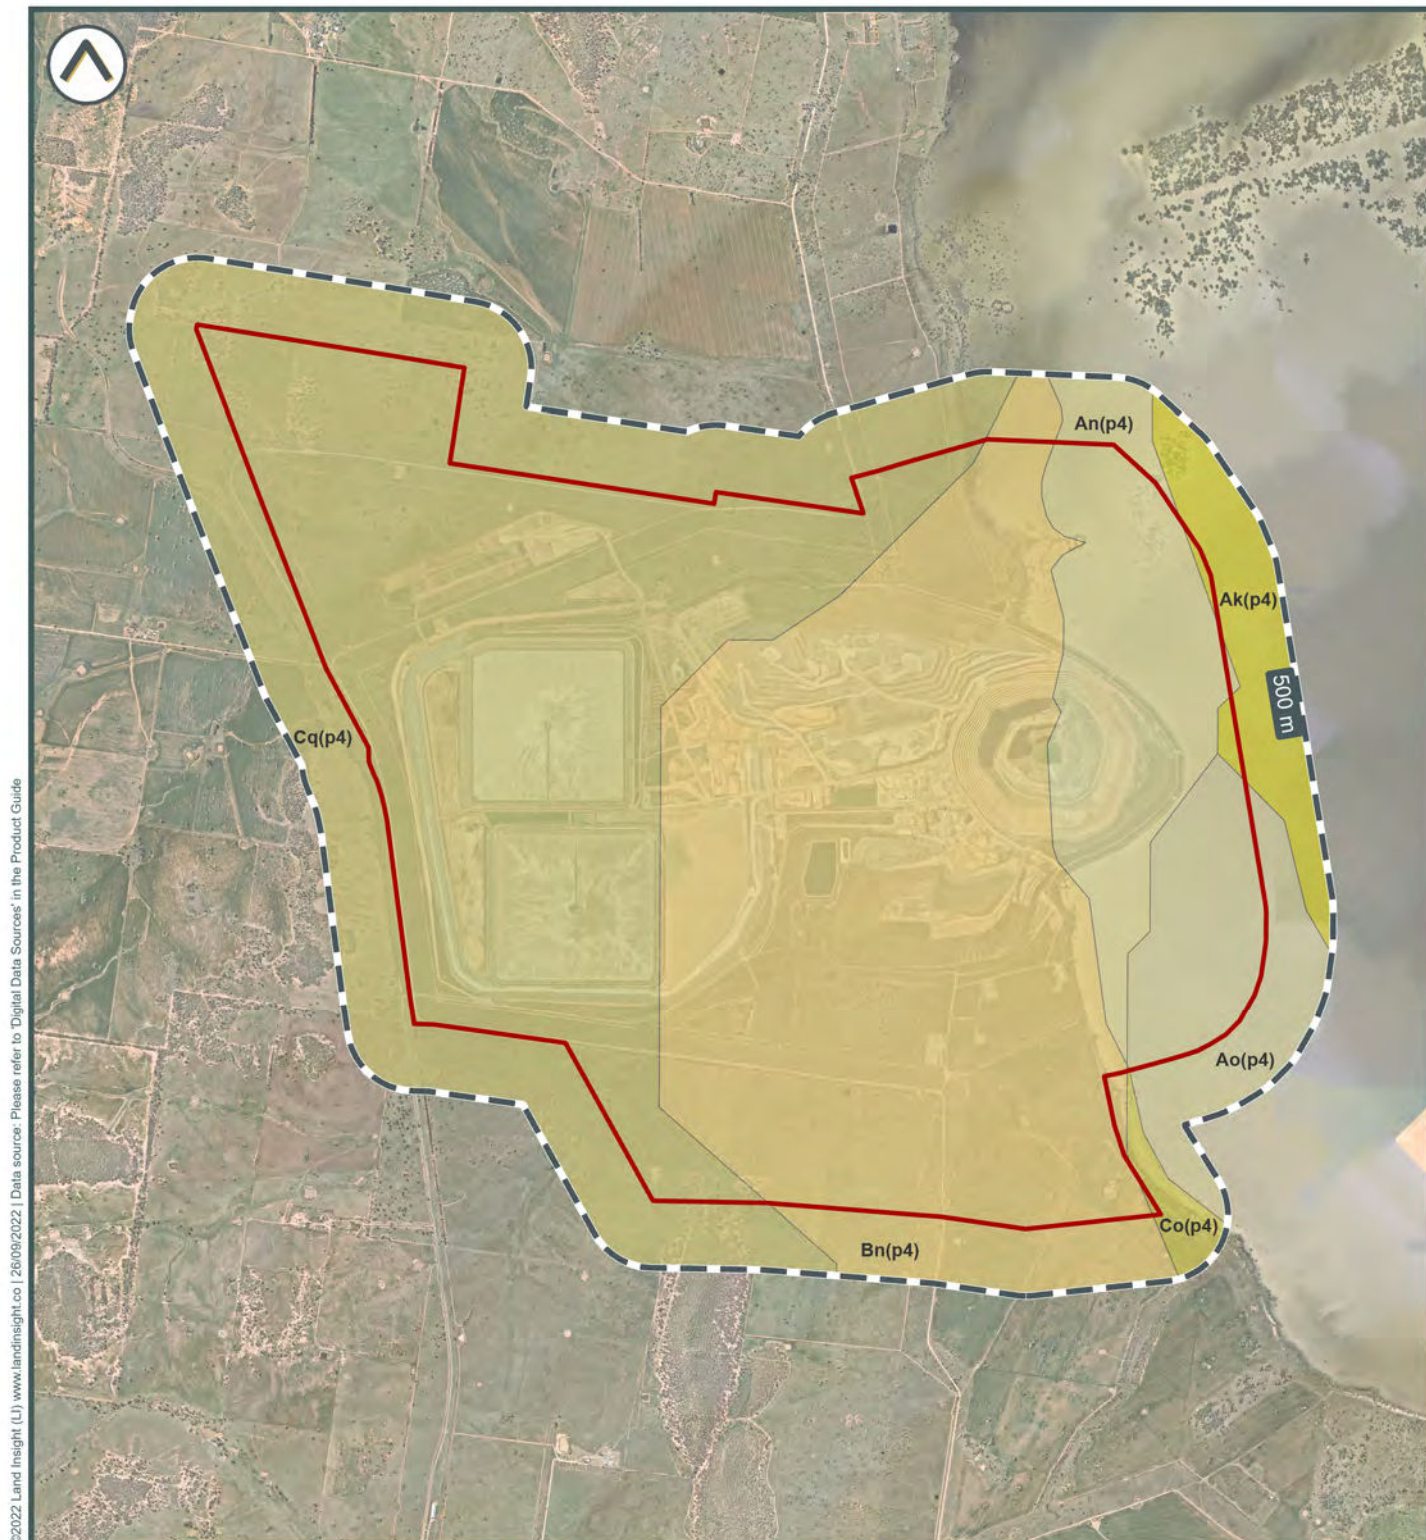 An(p4)
Ak(p4)
500 m
Cq(p4)
Ao(p4)
Co(p4)
Bn(p4)
©2022 Land Insight (LI) www.landinsight.co | 26/09/2022 | Data source: Please refer to 'Digital Data Sources' in the Product Guide